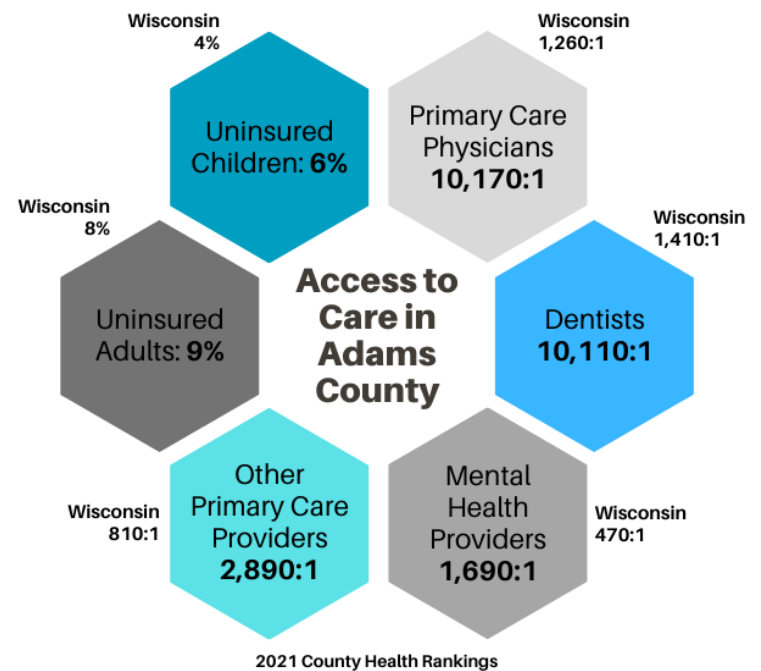 Wisconsin
4%
Uninsured
Children: 6%
Wisconsin
1,260:1
Primary Care
Physicians
10,170:1
Wisconsin
8%
Uninsured
Adults: 9%
Access to
Care in
Adams
County
Wisconsin
1,410:1
Dentists
10,110:1
Wisconsin
810:1
Other
Primary Care
Providers
2,890:1
Mental
Health
Providers
1,690:1
Wisconsin
470:1
2021 County Health Rankings